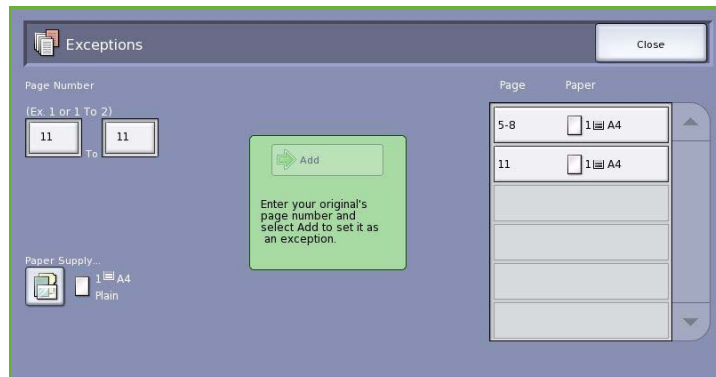 Exceptions
Close
Page Number
(Ex. 1 or 1 To 2)
11 To 11
Add
Enter your original's
page number and
select Add to set it as
an exception.
Paper Supply...
1 A4
Plain
Page Paper
5-8 1 A4
11 1 A4